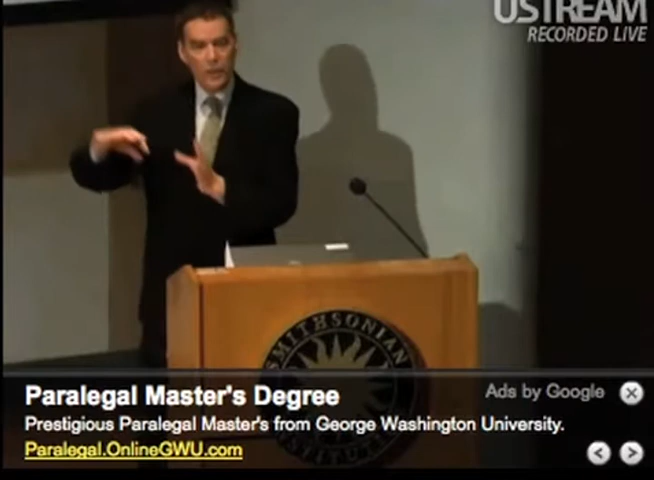 USTREAM
RECORDED LIVE
SMITHSONIAN
Paralegal Master's Degree
Ads by Google
Prestigious Paralegal Master's from George Washington University.
Paralegal.OnlineGWU.com